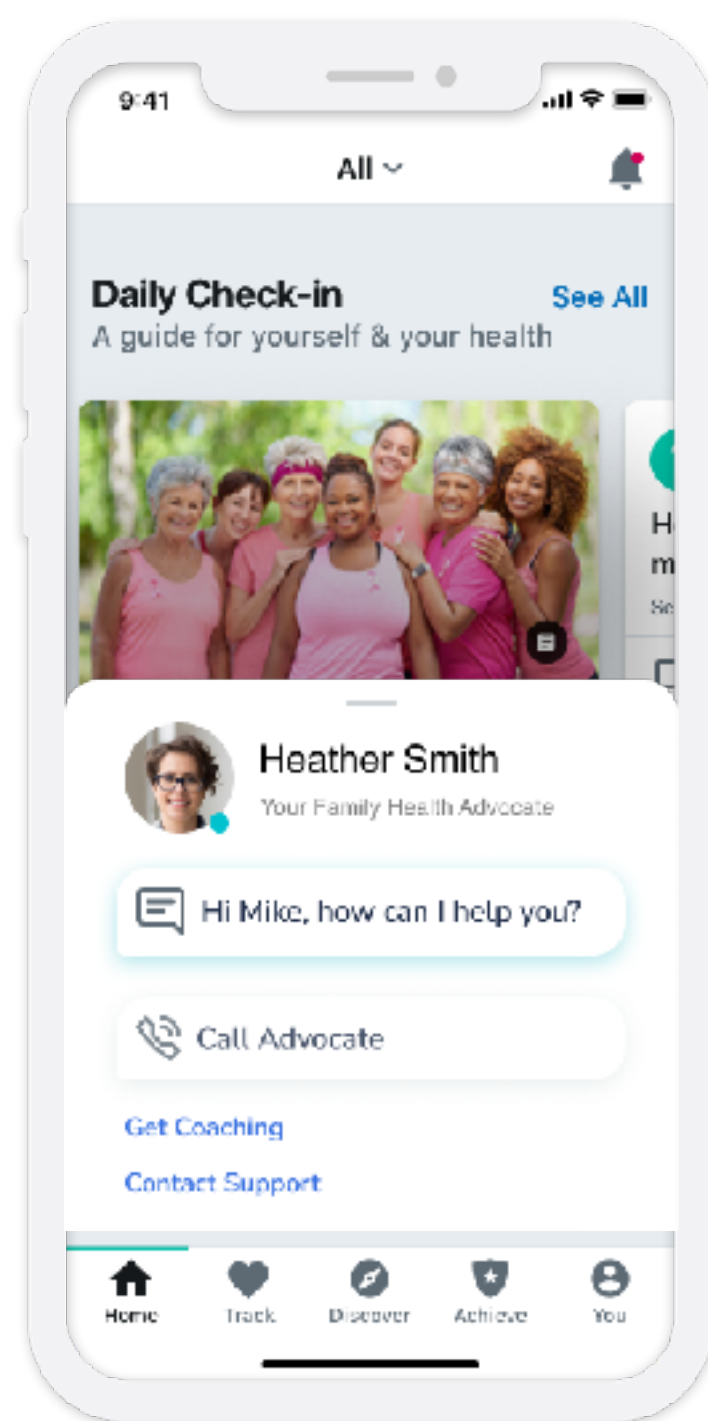 9:41
All
Daily Check-in
See All
A guide for yourself & your health
Heather Smith
Your Family Health Advocate
Hi Mike, how can I help you?
Call Advocate
Get Coaching
Contact Support
Home
Track
Discover
Achieve
You